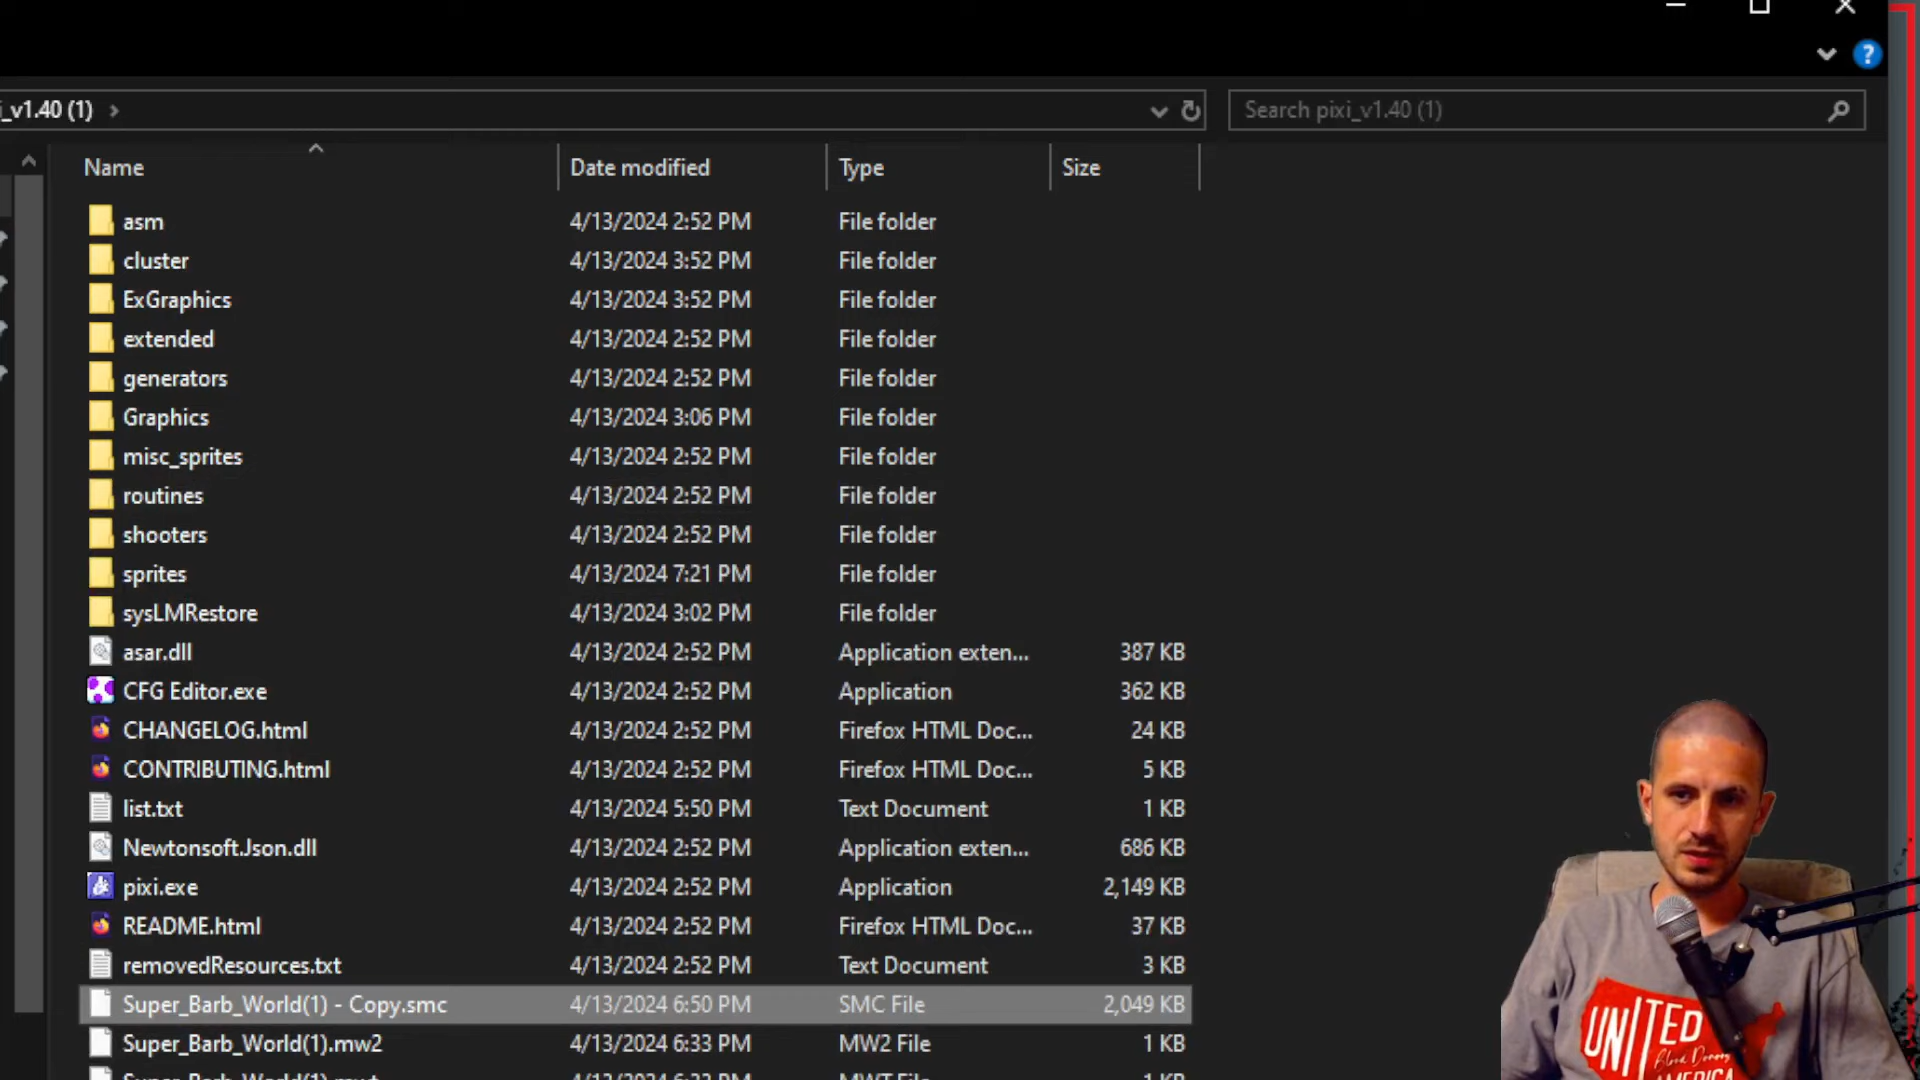 i_v1.40 (1)
Search pixi_v1.40 (1)
Name Date modified Type Size
asm 4/13/2024 2:52 PM File folder
cluster 4/13/2024 3:52 PM File folder
ExGraphics 4/13/2024 3:52 PM File folder
extended 4/13/2024 2:52 PM File folder
generators 4/13/2024 2:52 PM File folder
Graphics 4/13/2024 3:06 PM File folder
misc_sprites 4/13/2024 2:52 PM File folder
routines 4/13/2024 2:52 PM File folder
shooters 4/13/2024 2:52 PM File folder
sprites 4/13/2024 7:21 PM File folder
sysLMRestore 4/13/2024 3:02 PM File folder
asar.dll 4/13/2024 2:52 PM Application exten... 387 KB
CFG Editor.exe 4/13/2024 2:52 PM Application 362 KB
CHANGELOG.html 4/13/2024 2:52 PM Firefox HTML Doc... 24 KB
CONTRIBUTING.html 4/13/2024 2:52 PM Firefox HTML Doc... 5 KB
list.txt 4/13/2024 5:50 PM Text Document 1 KB
Newtonsoft.Json.dll 4/13/2024 2:52 PM Application exten... 686 KB
pixi.exe 4/13/2024 2:52 PM Application 2,149 KB
README.html 4/13/2024 2:52 PM Firefox HTML Doc... 37 KB
removedResources.txt 4/13/2024 2:52 PM Text Document 3 KB
Super_Barb_World(1) - Copy.smc 4/13/2024 6:50 PM SMC File 2,049 KB
Super_Barb_World(1).mw2 4/13/2024 6:33 PM MW2 File 1 KB
UNITED
Blood Donors
AMERICA